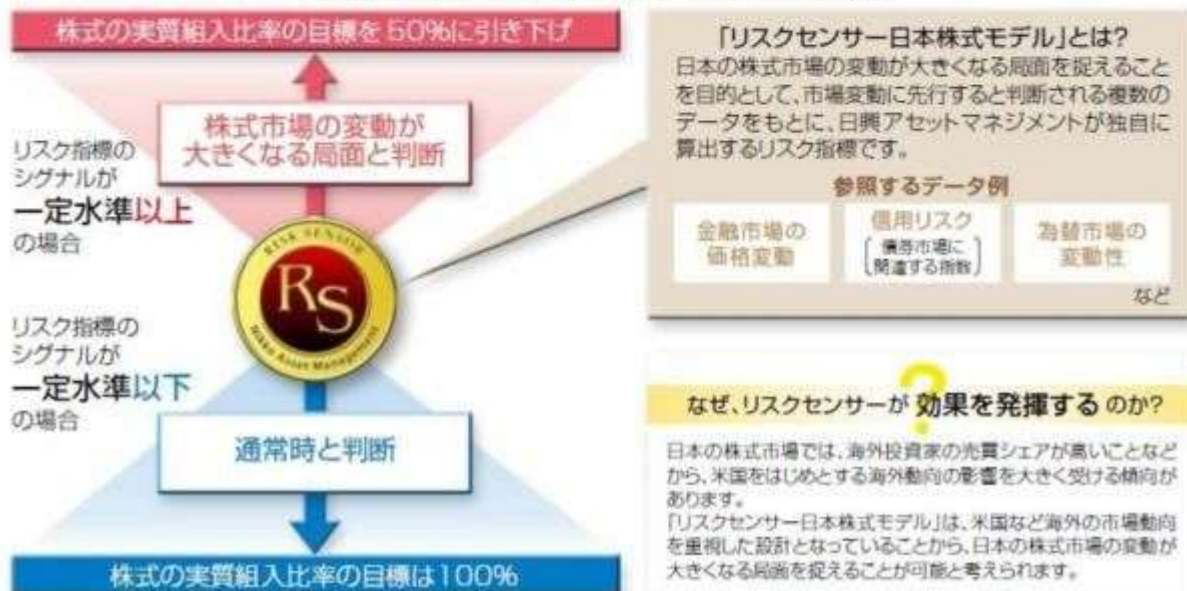 株式の実質組入比率の目標を50%に引き下げ
株式市場の変動が
大きくなる局面と判断
リスク指標の
シグナルが
一定水準以上
の場合
RISK SENSOR
RS
Nikko Asset Management
リスク指標の
シグナルが
一定水準以下
の場合
通常時と判断
株式の実質組入比率の目標は100%
「リスクセンサー日本株式モデル」とは?
日本の株式市場の変動が大きくなる局面を捉えること
を目的として、市場変動に先行すると判断される複数の
データをもとに、日興アセットマネジメントが独自に
算出するリスク指標です。
参照するデータ例
金融市場の
価格変動
信用リスク
債券市場に
関連する指数
為替市場の
変動性
など
?
なぜ、リスクセンサーが 効果を発揮する のか?
日本の株式市場では、海外投資家の売買シェアが高いことなど
から、米国をはじめとする海外動向の影響を大きく受ける傾向が
あります。
「リスクセンサー日本株式モデル」は、米国など海外の市場動向
を重視した設計となっていることから、日本の株式市場の変動が
大きくなる局面を捉えることが可能と考えられます。